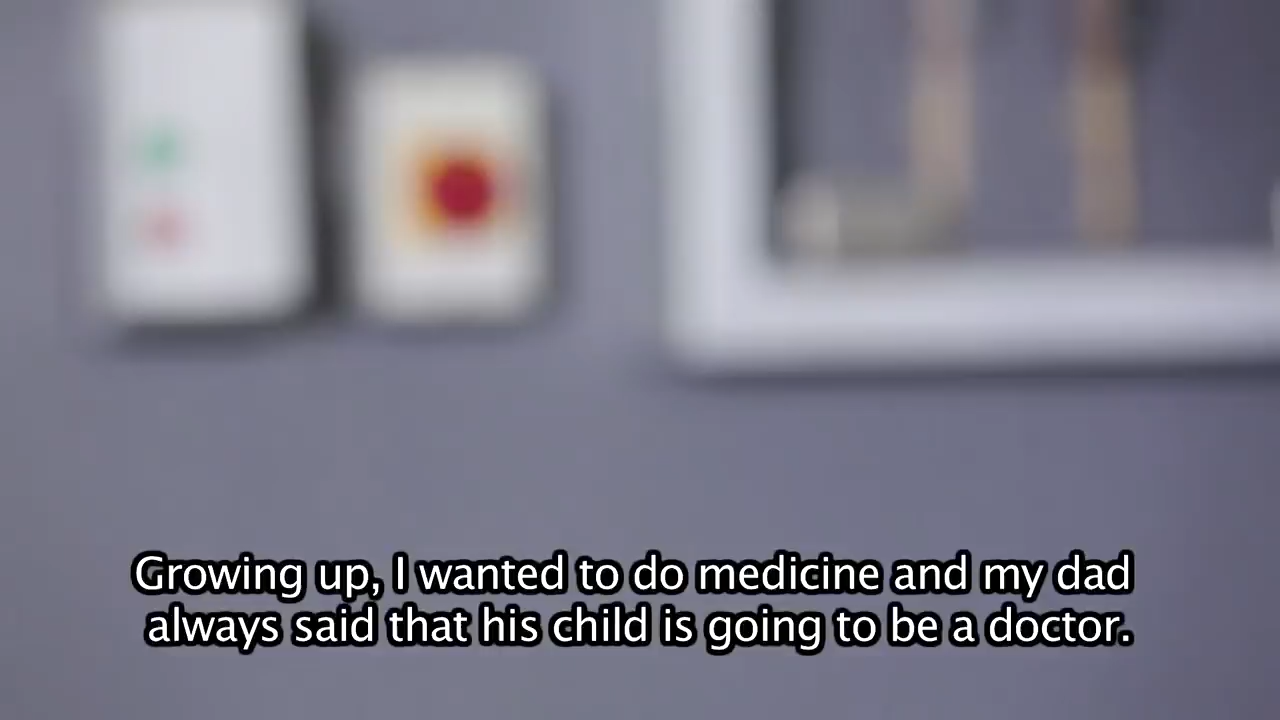 Growing up, I wanted to do medicine and my dad
always said that his child is going to be a doctor.